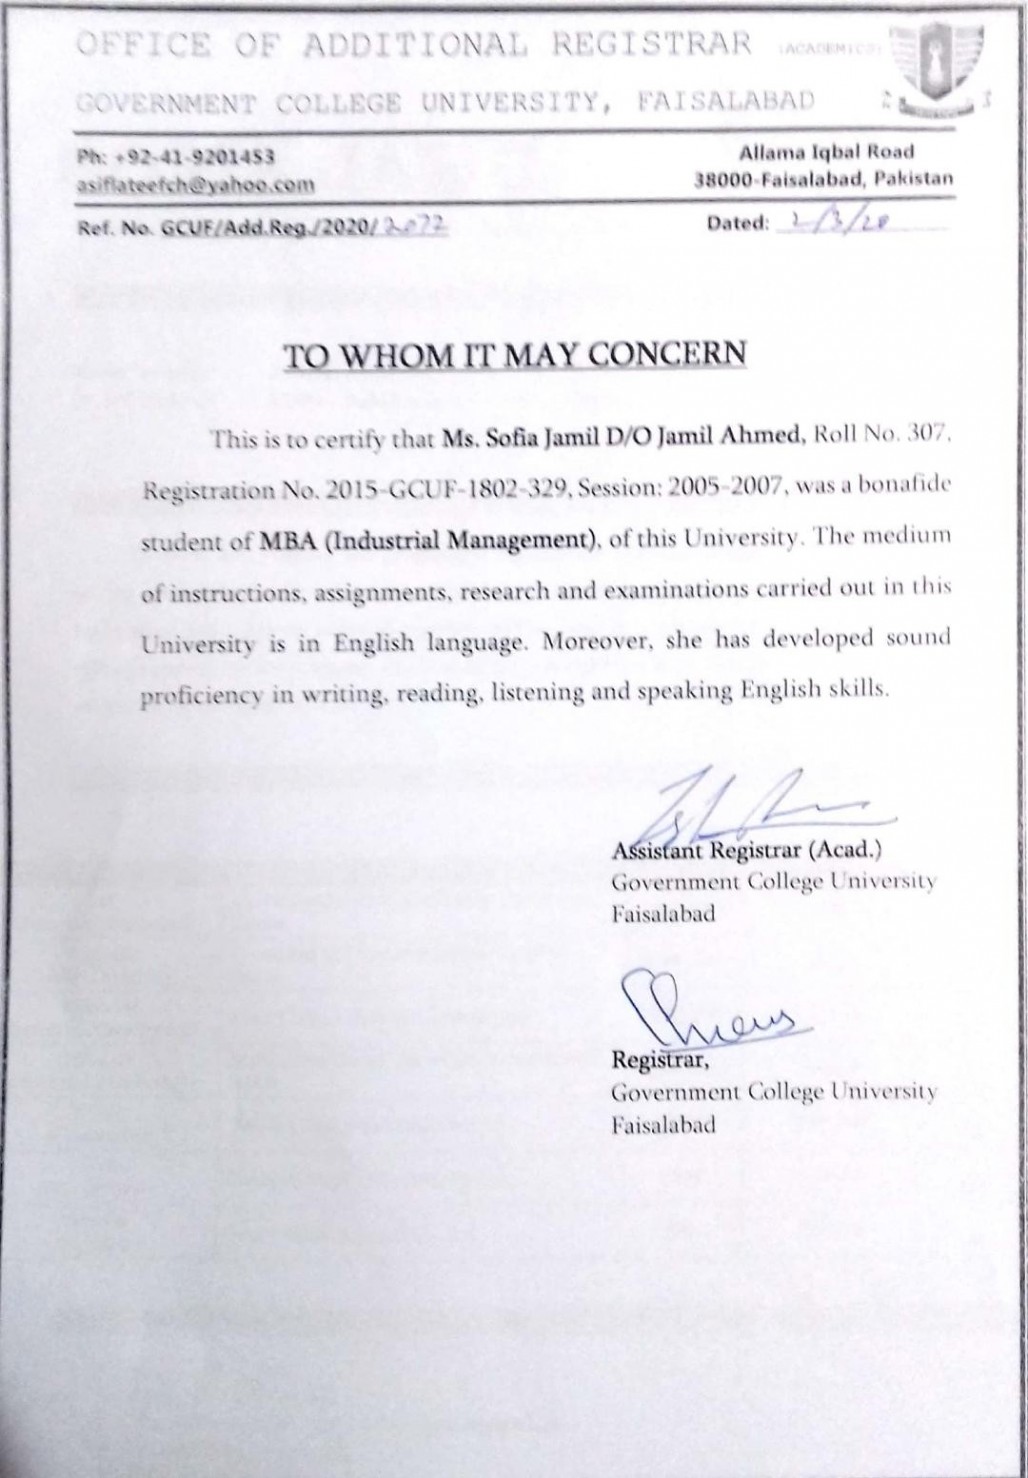 OFFICE OF ADDITIONAL REGISTRAR (ACADEMICS)
GOVERNMENT COLLEGE UNIVERSITY, FAISALABAD
Ph: +92-41-9201453
asiflateefch@yahoo.com
Allama Iqbal Road
38000-Faisalabad, Pakistan
Ref. No. GCUF/Add.Reg./2020/2077
Dated: 2/3/20
TO WHOM IT MAY CONCERN
This is to certify that Ms. Sofia Jamil D/O Jamil Ahmed, Roll No. 307,
Registration No. 2015-GCUF-1802-329, Session: 2005-2007, was a bonafide
student of MBA (Industrial Management), of this University. The medium
of instructions, assignments, research and examinations carried out in this
University is in English language. Moreover, she has developed sound
proficiency in writing, reading, listening and speaking English skills.
Assistant Registrar (Acad.)
Government College University
Faisalabad
Registrar,
Government College University
Faisalabad